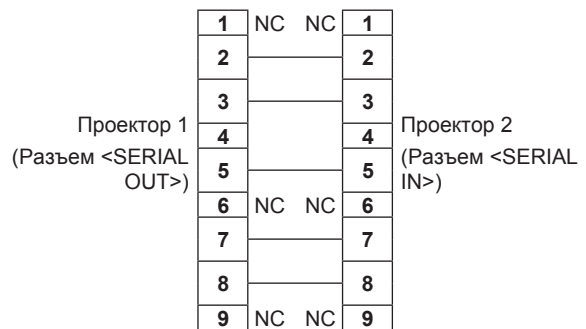 1 NC NC 1
2 2
3 3
Проектор 1
(Разъем <SERIAL
OUT>)
4 4
5 5
Проектор 2
(Разъем <SERIAL
IN>)
6 NC NC 6
7 7
8 8
9 NC NC 9